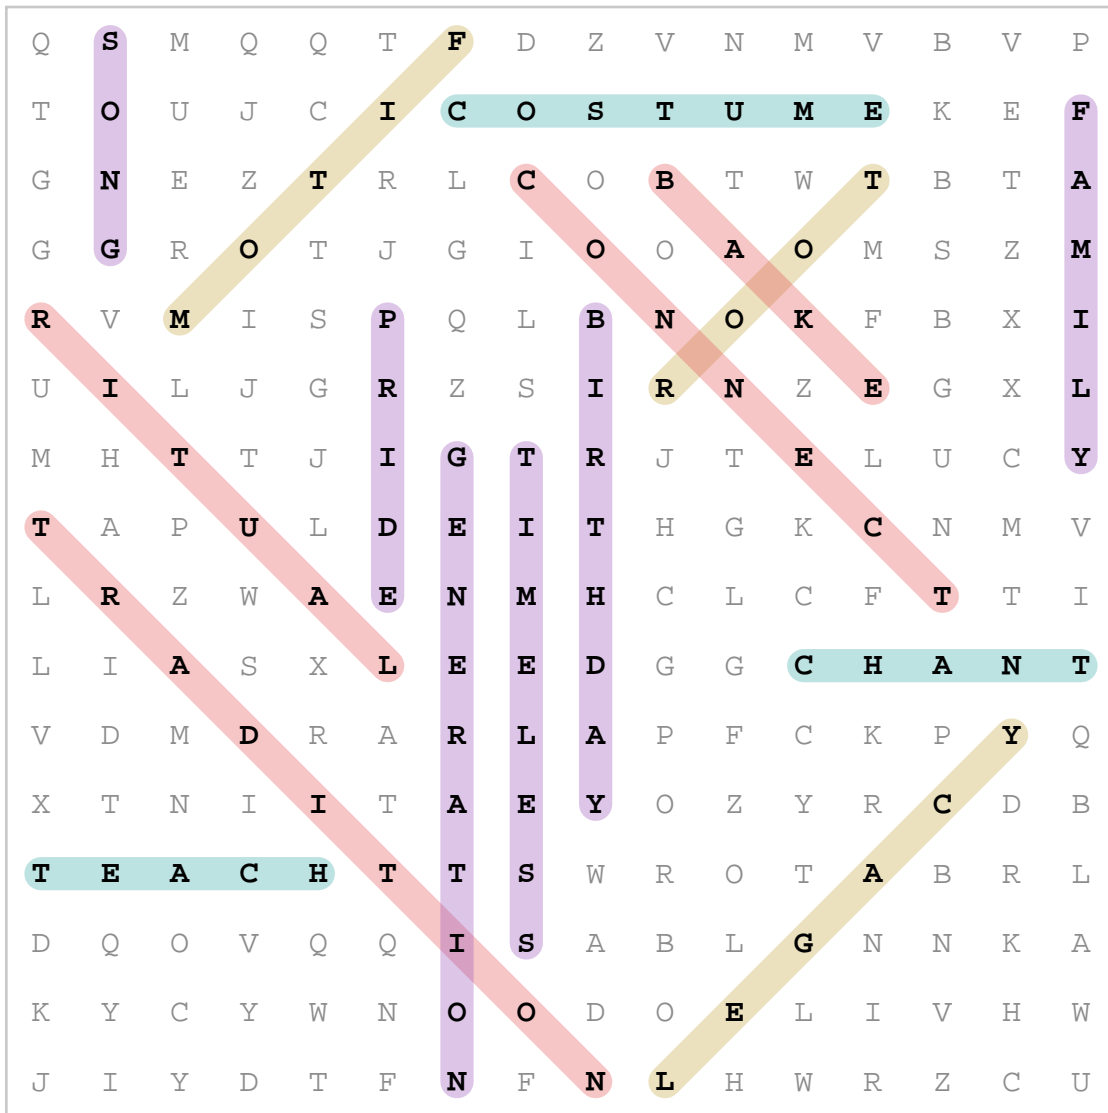 Q S M Q Q T F D Z V N M V B V P
T O U J C I C O S T U M E K E F
G N E Z T R L C O B T W T B T A
G G R O T J G I O O A O M S Z M
R V M I S P Q L B N O K F B X I
U I L J G R Z S I R N Z E G X L
M H T T J I G T R J T E L U C Y
T A P U L D E I T H G K C N M V
L R Z W A E N M H C L C F T T I
L I A S X L E E D G G C H A N T
V D M D R A R L A P F C K P Y Q
X T N I I T A E Y O Z Y R C D B
T E A C H T T S W R O T A B R L
D Q O V Q Q I S A B L G N N K A
K Y C Y W N O O D O E L I V H W
J I Y D T F N F N L H W R Z C U